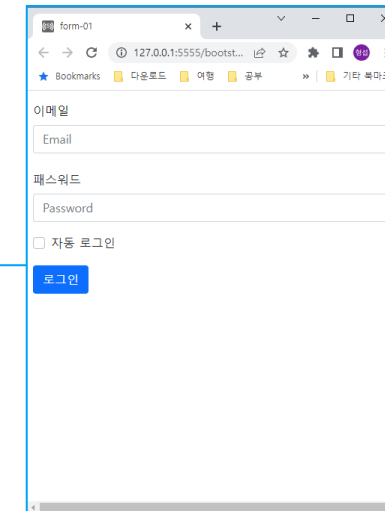 form-01
127.0.0.1:5555/bootst...
형섭
Bookmarks 다운로드 여행 공부 » 기타 북마
이메일
Email
패스워드
Password
자동 로그인
로그인